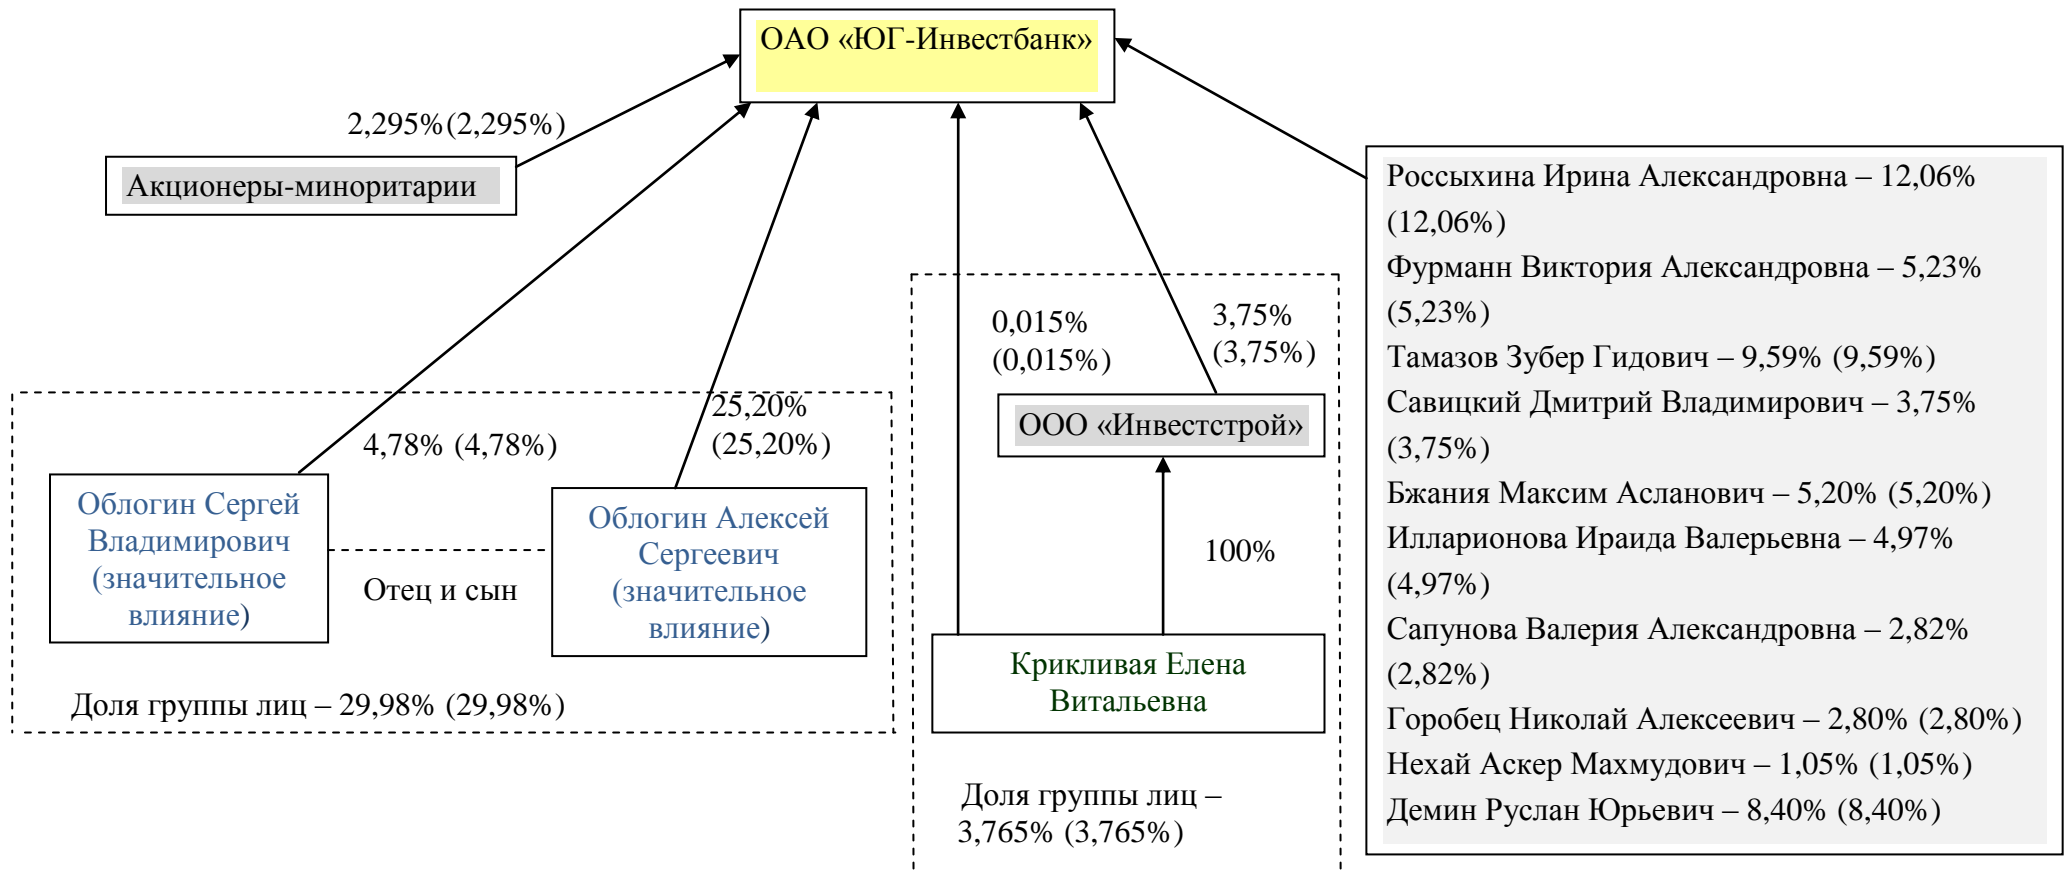 ОАО «ЮГ-Инвестбанк»
2,295%(2,295%)
Акционеры-миноритарии
4,78% (4,78%)
25,20%
(25,20%)
Облогин Сергей
Владимирович
(значительное
влияние)
Отец и сын
Облогин Алексей
Сергеевич
(значительное
влияние)
Доля группы лиц – 29,98% (29,98%)
0,015%
(0,015%)
3,75%
(3,75%)
ООО «Инвестстрой»
100%
Крикливая Елена
Витальевна
Доля группы лиц –
3,765% (3,765%)
Россыхина Ирина Александровна – 12,06%
(12,06%)
Фурманн Виктория Александровна – 5,23%
(5,23%)
Тамазов Зубер Гидович – 9,59% (9,59%)
Савицкий Дмитрий Владимирович – 3,75%
(3,75%)
Бжания Максим Асланович – 5,20% (5,20%)
Илларионова Ираида Валерьевна – 4,97%
(4,97%)
Сапунова Валерия Александровна – 2,82%
(2,82%)
Горобец Николай Алексеевич – 2,80% (2,80%)
Нехай Аскер Махмудович – 1,05% (1,05%)
Демин Руслан Юрьевич – 8,40% (8,40%)